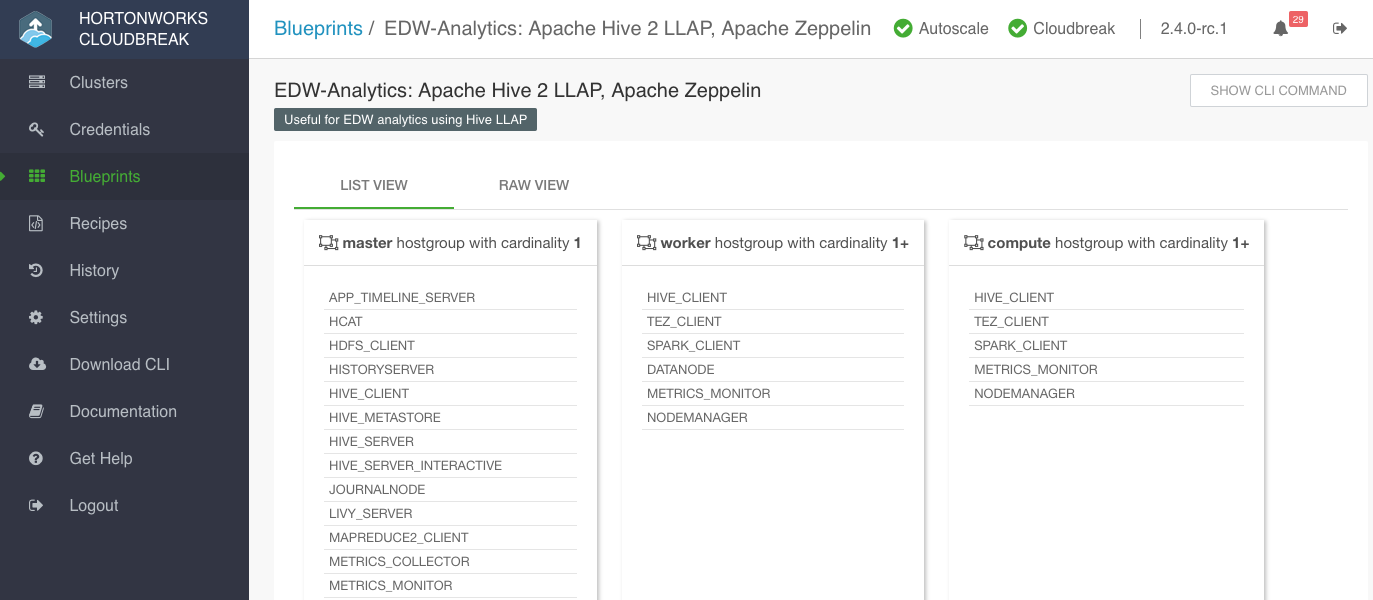 HORTONWORKS
CLOUDBREAK
Clusters
Credentials
Blueprints
Recipes
History
Settings
Download CLI
Documentation
Get Help
Logout
Blueprints / EDW-Analytics: Apache Hive 2 LLAP, Apache Zeppelin Autoscale Cloudbreak 2.4.0-rc.1 29
EDW-Analytics: Apache Hive 2 LLAP, Apache Zeppelin
Useful for EDW analytics using Hive LLAP
SHOW CLI COMMAND
LIST VIEW RAW VIEW
master hostgroup with cardinality 1
APP_TIMELINE_SERVER
HCAT
HDFS_CLIENT
HISTORYSERVER
HIVE_CLIENT
HIVE_METASTORE
HIVE_SERVER
HIVE_SERVER_INTERACTIVE
JOURNALNODE
LIVY_SERVER
MAPREDUCE2_CLIENT
METRICS_COLLECTOR
METRICS_MONITOR
worker hostgroup with cardinality 1+
HIVE_CLIENT
TEZ_CLIENT
SPARK_CLIENT
DATANODE
METRICS_MONITOR
NODEMANAGER
compute hostgroup with cardinality 1+
HIVE_CLIENT
TEZ_CLIENT
SPARK_CLIENT
METRICS_MONITOR
NODEMANAGER